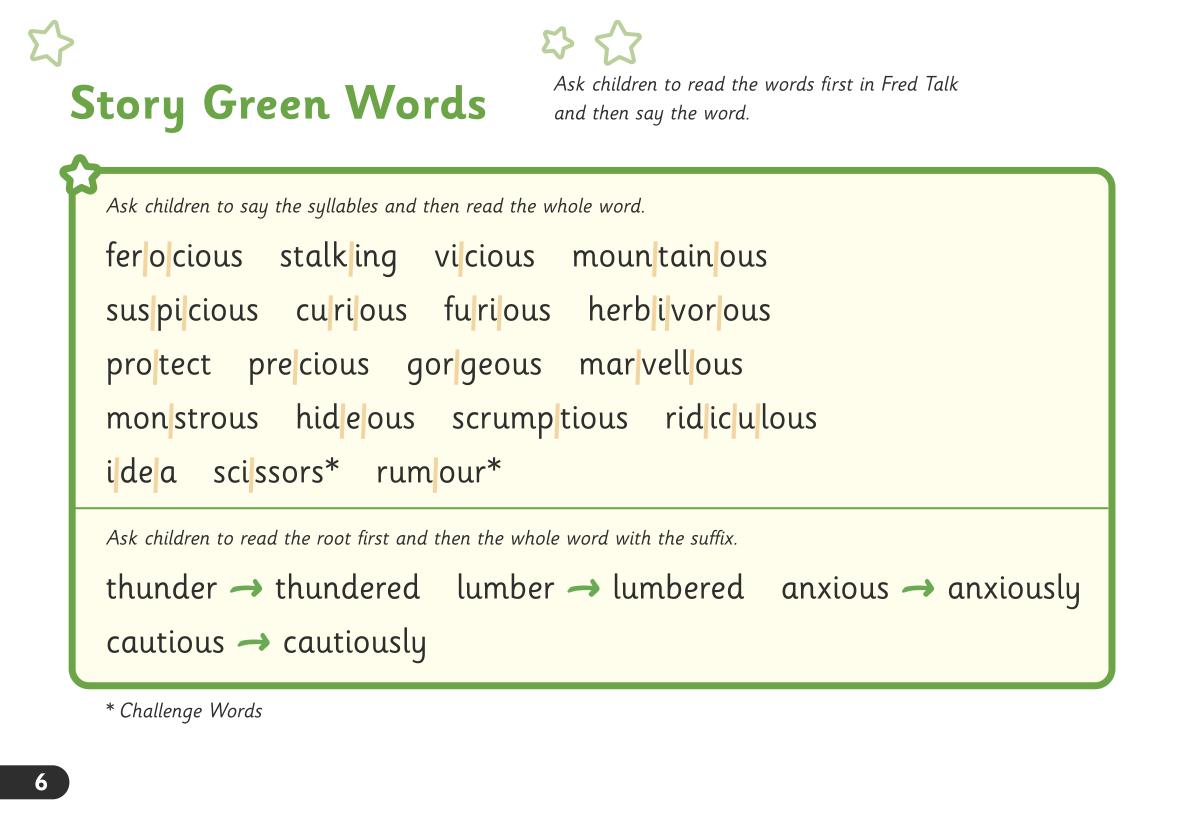 Story Green Words
Ask children to read the words first in Fred Talk
and then say the word.
Ask children to say the syllables and then read the whole word.
fer|o|cious stalk|ing vi|cious moun|tain|ous
sus|pi|cious cu|ri|ous fu|ri|ous herb|i|vor|ous
pro|tect pre|cious gor|geous mar|vell|ous
mon|strous hid|e|ous scrump|tious rid|ic|u|lous
i|de|a sci|ssors* rum|our*
Ask children to read the root first and then the whole word with the suffix.
thunder → thundered lumber → lumbered anxious → anxiously
cautious → cautiously
* Challenge Words
6